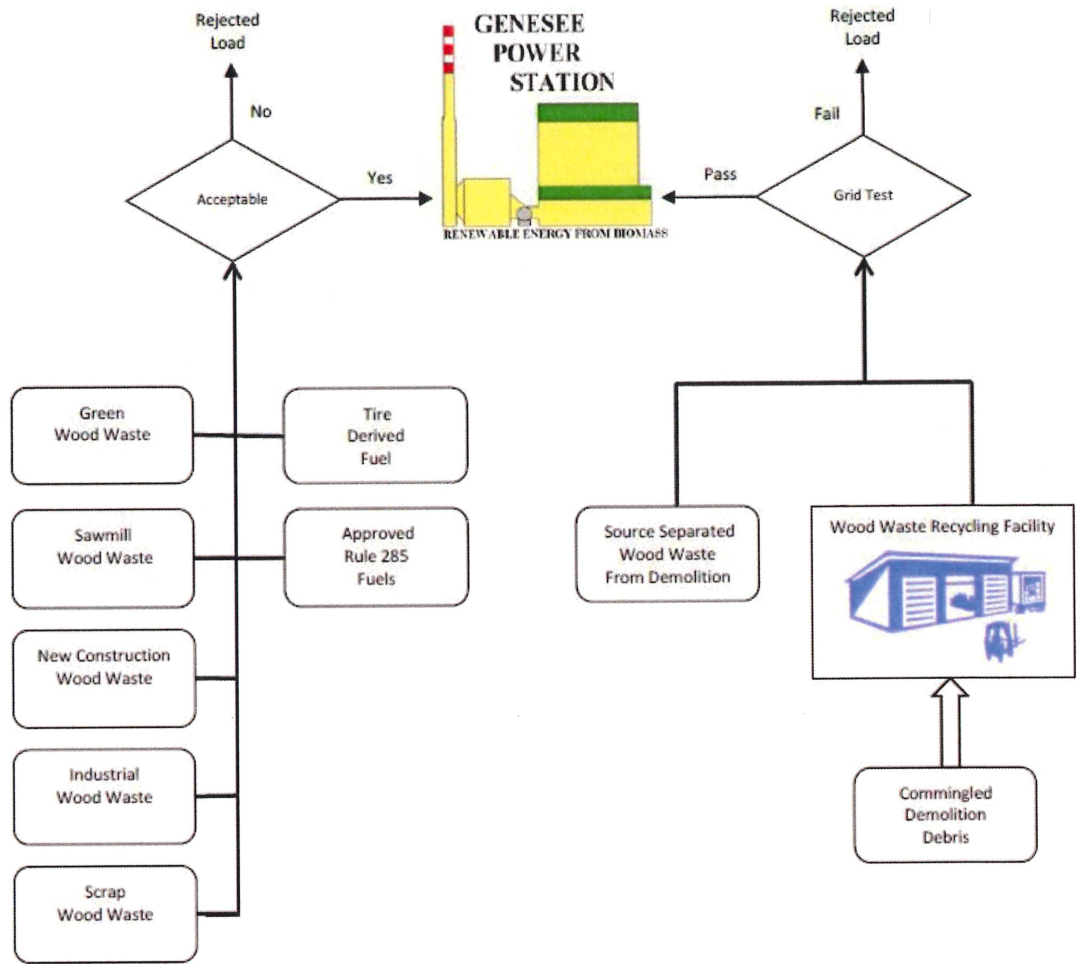 Rejected
Load
GENESEE
POWER
STATION
Rejected
Load
No
Fail
Acceptable
Yes
Pass
Grid Test
RENEWABLE ENERGY FROM BIOMASS
Green
Wood Waste
Tire
Derived
Fuel
Sawmill
Wood Waste
Approved
Rule 285
Fuels
Source Separated
Wood Waste
From Demolition
Wood Waste Recycling Facility
New Construction
Wood Waste
Industrial
Wood Waste
Commingled
Demolition
Debris
Scrap
Wood Waste